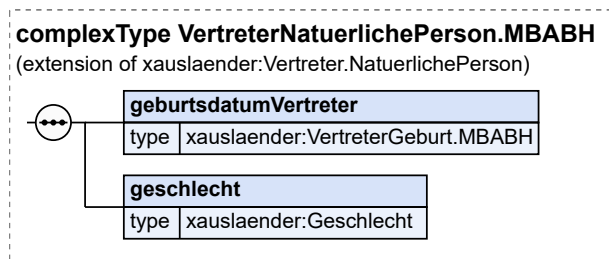 complexType VertreterNatuerlichePerson.MBABH
(extension of xauslaender:Vertreter.NatuerlichePerson)
geburtsdatumVertreter
type xauslaender:VertreterGeburt.MBABH
geschlecht
type xauslaender:Geschlecht